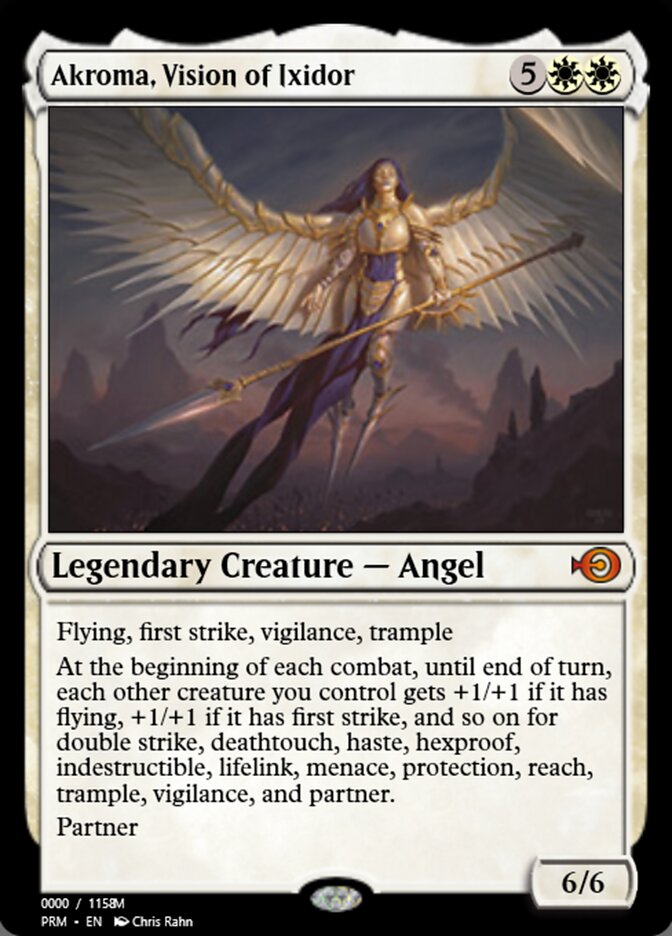 Akroma, Vision of Ixidor 5
Legendary Creature — Angel
Flying, first strike, vigilance, trample
At the beginning of each combat, until end of turn,
each other creature you control gets +1/+1 if it has
flying, +1/+1 if it has first strike, and so on for
double strike, deathtouch, haste, hexproof,
indestructible, lifelink, menace, protection, reach,
trample, vigilance, and partner.
Partner
6/6
0000 / 1158M
PRM • EN Chris Rahn